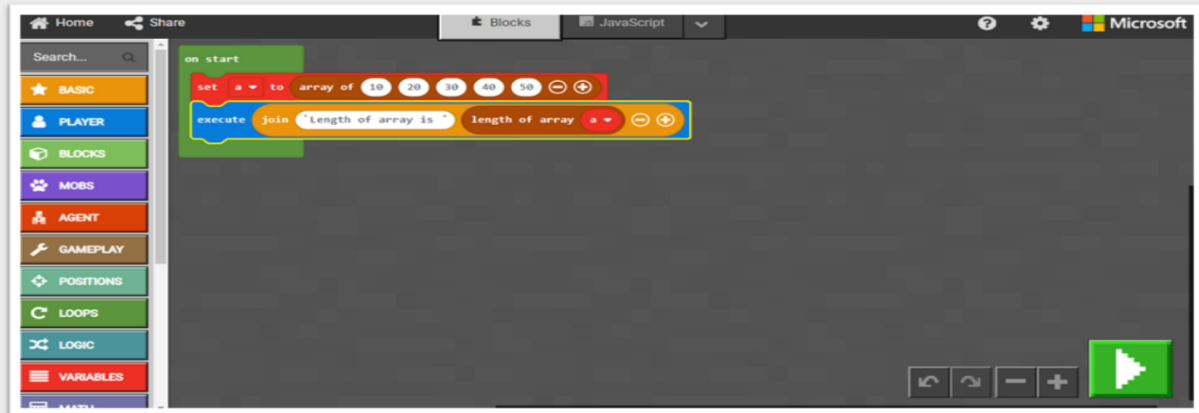 Home Share Blocks JavaScript Microsoft
Search...
BASIC
PLAYER
BLOCKS
MOBS
AGENT
GAMEPLAY
POSITIONS
LOOPS
LOGIC
VARIABLES
MATH
on start
set a to array of 10 20 30 40 50
execute join "Length of array is " length of array a